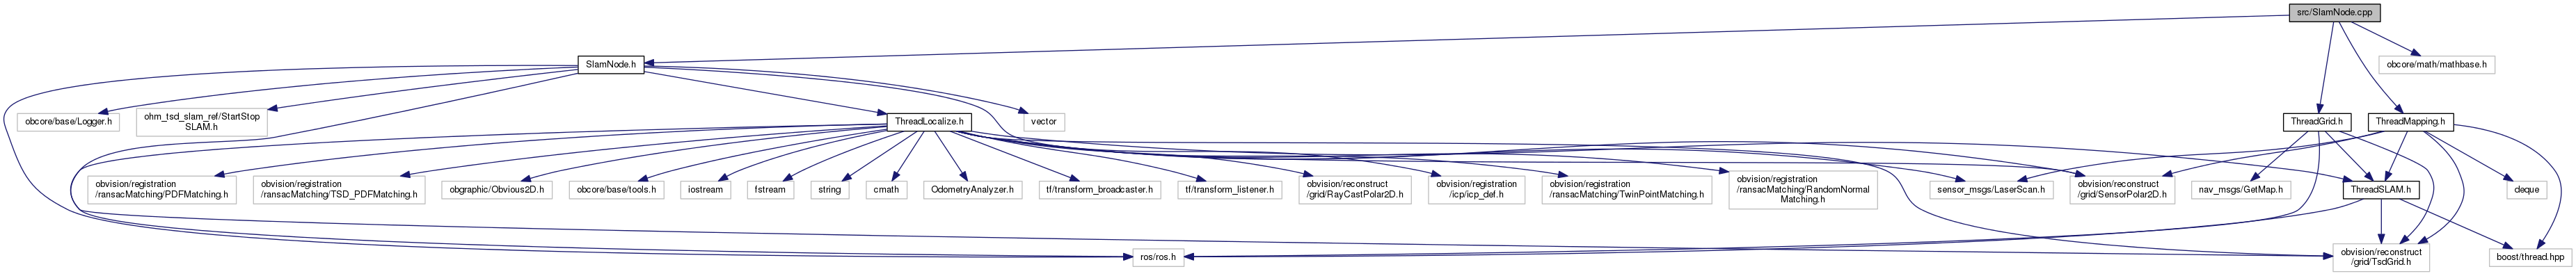 src/SlamNode.cpp
SlamNode.h
obcore/math/mathbase.h
obcore/base/Logger.h
ohm_tsd_slam_ref/StartStop
SLAM.h
ThreadLocalize.h
vector
ThreadGrid.h
ThreadMapping.h
obvision/registration
/ransacMatching/PDFMatching.h
obvision/registration
/ransacMatching/TSD_PDFMatching.h
obgraphic/Obvious2D.h
obcore/base/tools.h
iostream
fstream
string
cmath
OdometryAnalyzer.h
tf/transform_broadcaster.h
tf/transform_listener.h
obvision/reconstruct
/grid/RayCastPolar2D.h
obvision/registration
/icp/icp_def.h
obvision/registration
/ransacMatching/TwinPointMatching.h
obvision/registration
/ransacMatching/RandomNormal
Matching.h
sensor_msgs/LaserScan.h
obvision/reconstruct
/grid/SensorPolar2D.h
nav_msgs/GetMap.h
ThreadSLAM.h
deque
ros/ros.h
obvision/reconstruct
/grid/TsdGrid.h
boost/thread.hpp